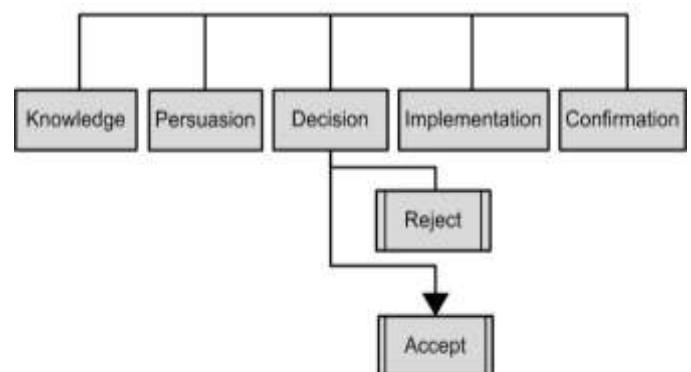 Knowledge
Persuasion
Decision
Implementation
Confirmation
Reject
Accept